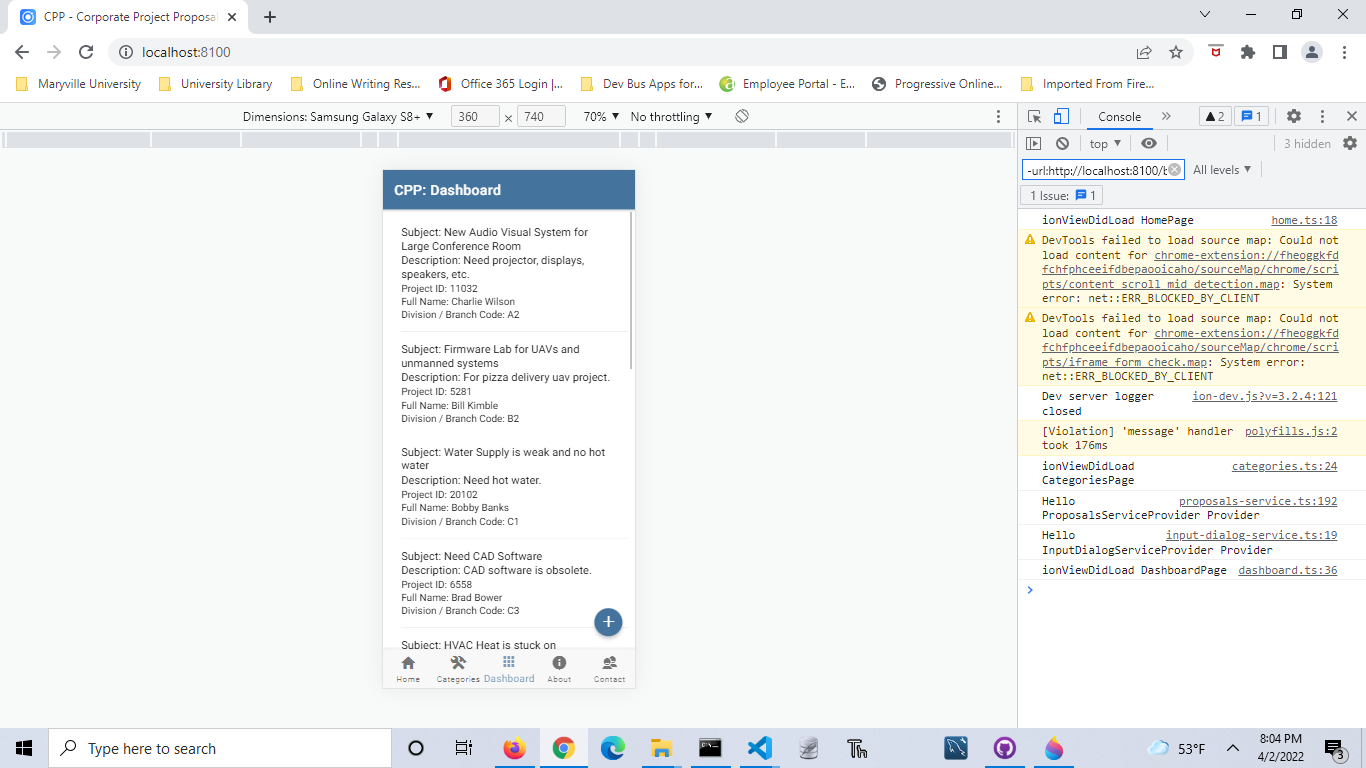 CPP - Corporate Project Proposal
localhost:8100
Maryville University
University Library
Online Writing Res...
Office 365 Login |...
Dev Bus Apps for...
Employee Portal - E...
Progressive Online...
Imported From Fire...
Dimensions: Samsung Galaxy S8+ ▼
360 × 740
70% ▼
No throttling ▼
Console
2
1
top ▼
3 hidden
-url:http://localhost:8100/
All levels ▼
1 Issue: 1
CPP: Dashboard
Subject: New Audio Visual System for
Large Conference Room
Description: Need projector, displays,
speakers, etc.
Project ID: 11032
Full Name: Charlie Wilson
Division / Branch Code: A2
Subject: Firmware Lab for UAVs and
unmanned systems
Description: For pizza delivery uav project.
Project ID: 5281
Full Name: Bill Kimble
Division / Branch Code: B2
Subject: Water Supply is weak and no hot
water
Description: Need hot water.
Project ID: 20102
Full Name: Bobby Banks
Division / Branch Code: C1
Subject: Need CAD Software
Description: CAD software is obsolete.
Project ID: 6558
Full Name: Brad Bower
Division / Branch Code: C3
Subject: HVAC Heat is stuck on
Home
Categories
Dashboard
About
Contact
ionViewDidLoad HomePage home.ts:18
DevTools failed to load source map: Could not
load content for chrome-extension://fheoggkfd
fchfphceeifdbepaooicaho/sourceMap/chrome/scri
pts/content_scroll_mid_detection.map: System
error: net::ERR_BLOCKED_BY_CLIENT
DevTools failed to load source map: Could not
load content for chrome-extension://fheoggkfd
fchfphceeifdbepaooicaho/sourceMap/chrome/scri
pts/iframe_form_check.map: System error:
net::ERR_BLOCKED_BY_CLIENT
Dev server logger ion-dev.js?v=3.2.4:121
closed
[Violation] 'message' handler polyfills.js:2
took 176ms
ionViewDidLoad categories.ts:24
CategoriesPage
Hello proposals-service.ts:192
ProposalsServiceProvider Provider
Hello input-dialog-service.ts:19
InputDialogServiceProvider Provider
ionViewDidLoad DashboardPage dashboard.ts:36
Type here to search
53°F
8:04 PM
4/2/2022
3